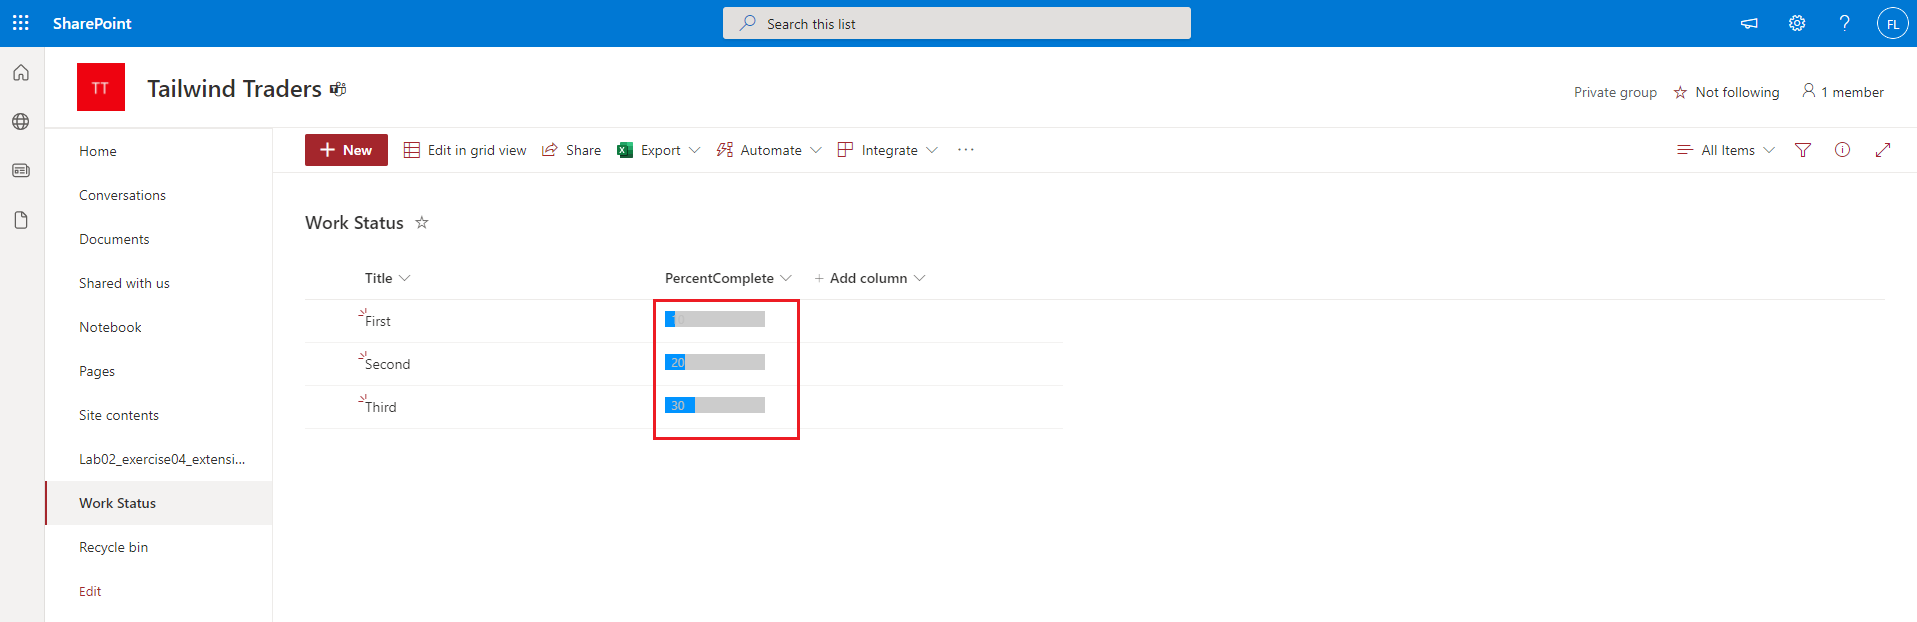 SharePoint
Search this list
FL
TT
Tailwind Traders
Private group
Not following
1 member
Home
Conversations
Documents
Shared with us
Notebook
Pages
Site contents
Lab02_exercise04_extensi...
Work Status
Recycle bin
Edit
+ New
Edit in grid view
Share
Export
Automate
Integrate
...
All Items
Work Status
Title
PercentComplete
+ Add column
First
10
Second
20
Third
30